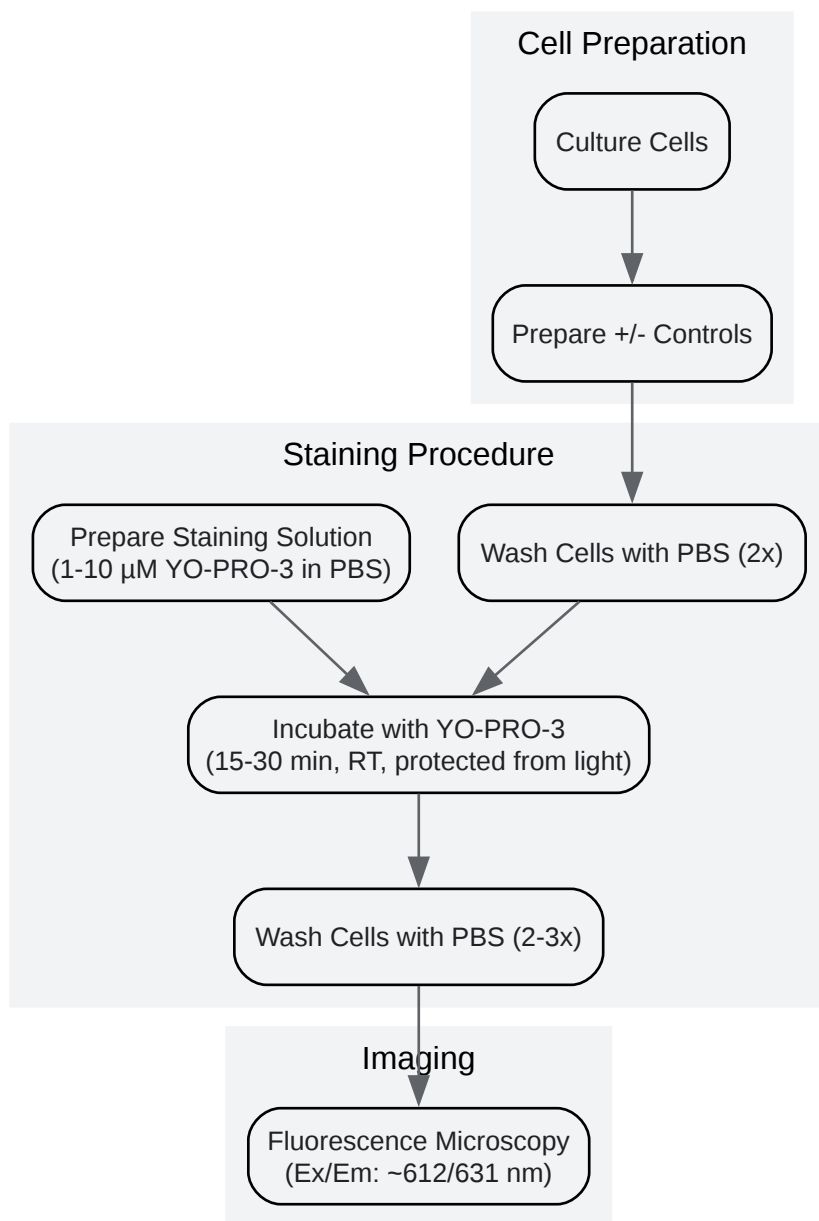 Cell Preparation
Culture Cells
Prepare +/- Controls
Staining Procedure
Prepare Staining Solution
(1-10 µM YO-PRO-3 in PBS)
Wash Cells with PBS (2x)
Incubate with YO-PRO-3
(15-30 min, RT, protected from light)
Wash Cells with PBS (2-3x)
Imaging
Fluorescence Microscopy
(Ex/Em: ~612/631 nm)